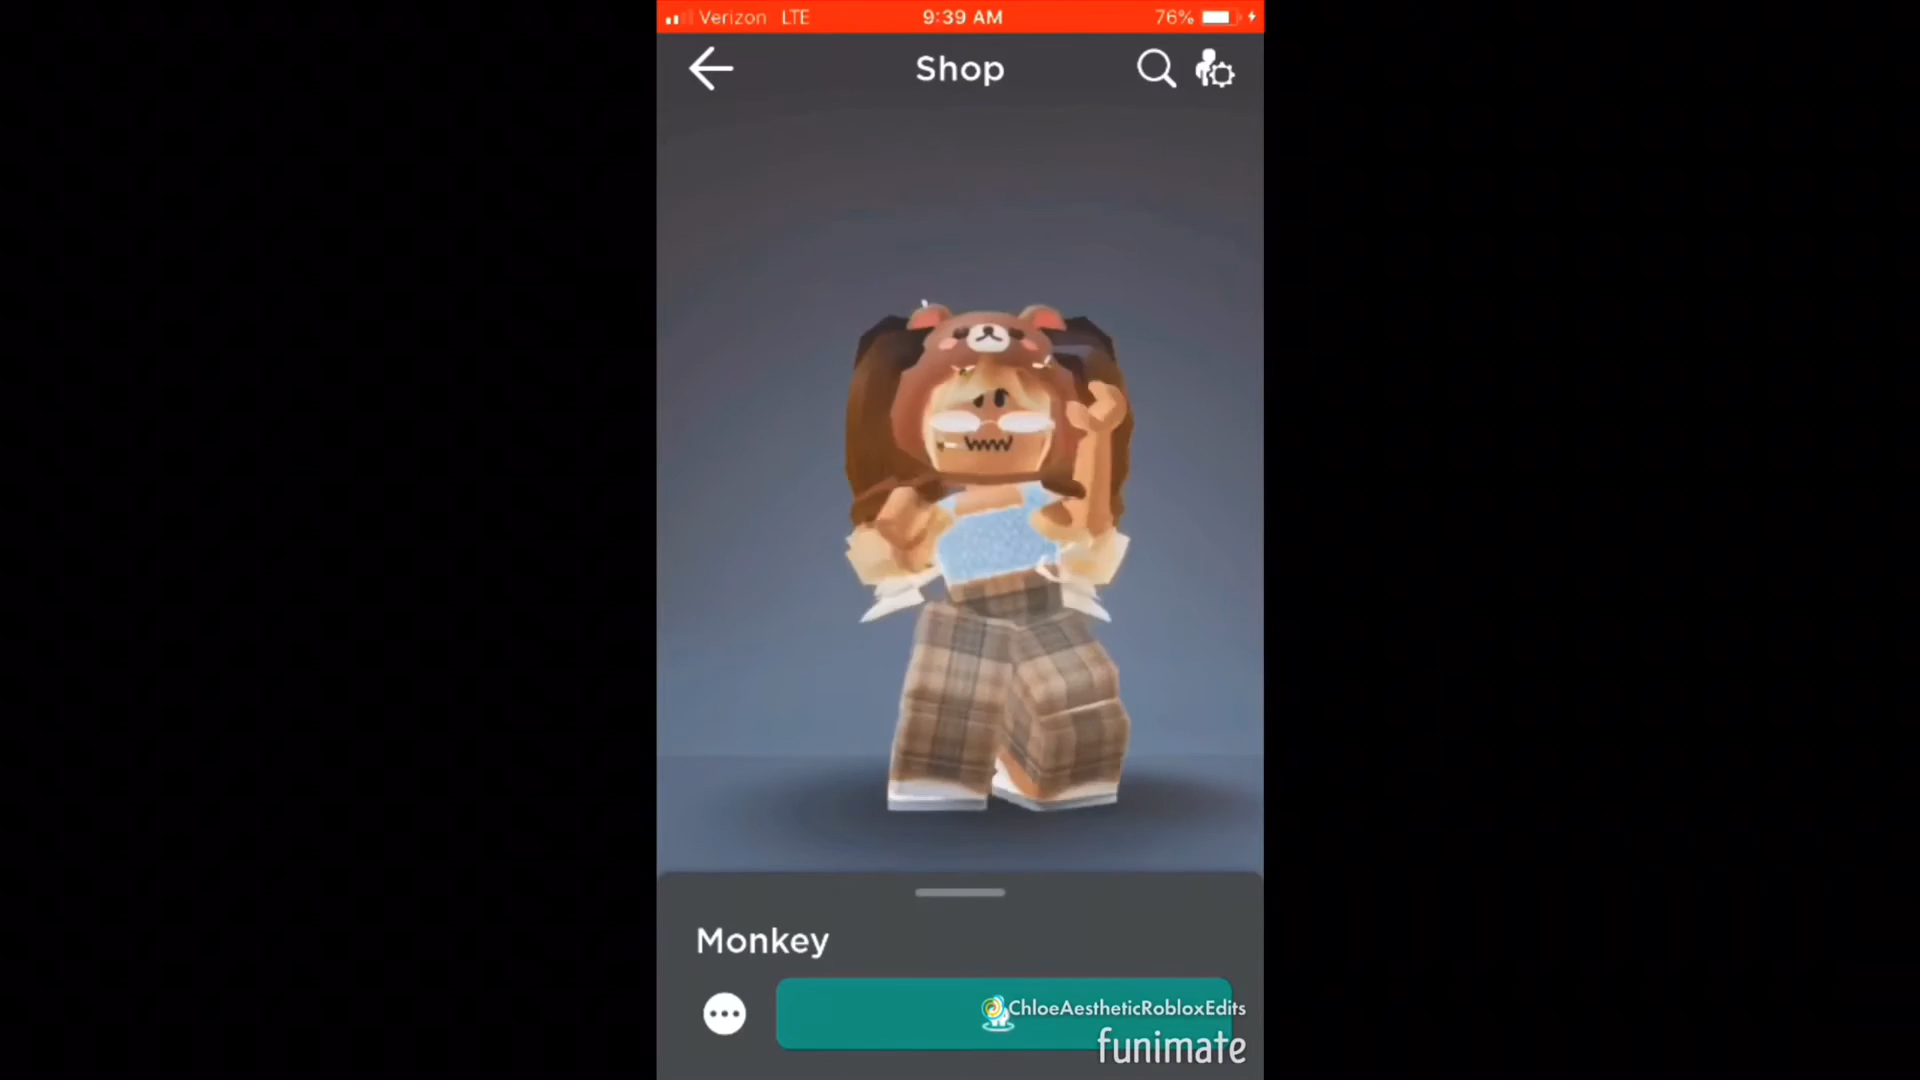 Verizon LTE 9:39 AM 76%
Shop
Monkey
ChloeAestheticRobloxEdits
funimate